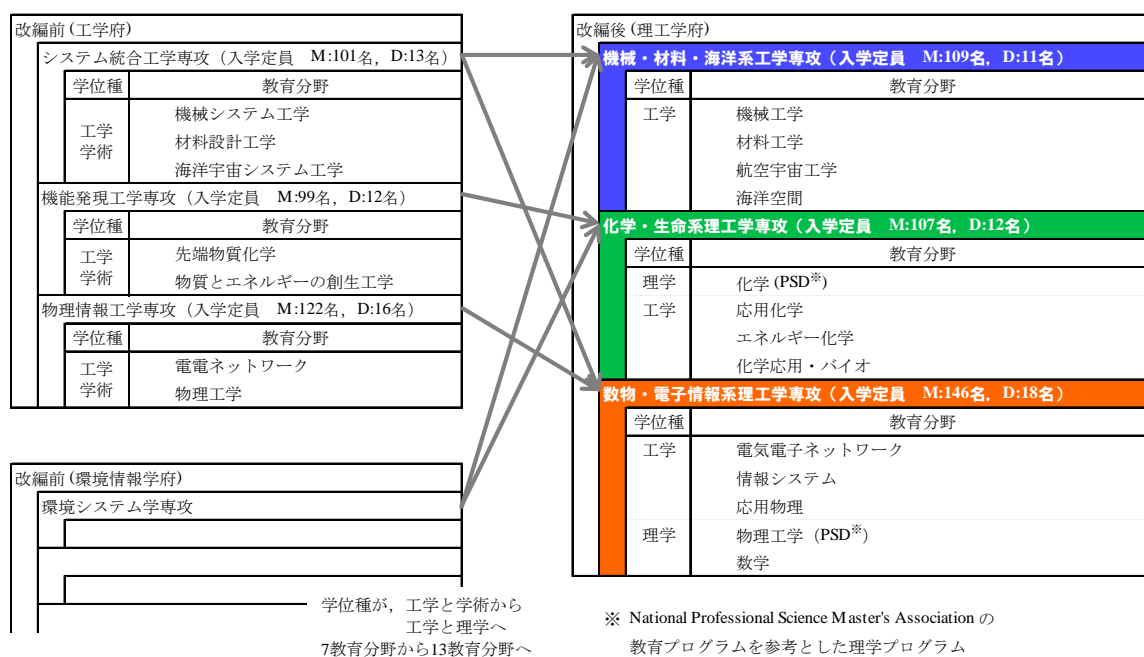 改編前 (工学府)
システム統合工学専攻（入学定員　M:101名，D:13名）
学位種　教育分野
工学
学術
機械システム工学
材料設計工学
海洋宇宙システム工学
機能発現工学専攻（入学定員　M:99名，D:12名）
学位種　教育分野
工学
学術
先端物質化学
物質とエネルギーの創生工学
物理情報工学専攻（入学定員　M:122名，D:16名）
学位種　教育分野
工学
学術
電電ネットワーク
物理工学
改編前 (環境情報学府)
環境システム学専攻
学位種が，工学と学術から
工学と理学へ
7教育分野から13教育分野へ
改編後 (理工学府)
機械・材料・海洋系工学専攻（入学定員　M:109名，D:11名）
学位種　教育分野
工学　機械工学
材料工学
航空宇宙工学
海洋空間
化学・生命系理工学専攻（入学定員　M:107名，D:12名）
学位種　教育分野
理学　化学 (PSD※)
工学　応用化学
エネルギー化学
化学応用・バイオ
数物・電子情報系理工学専攻（入学定員　M:146名，D:18名）
学位種　教育分野
工学　電気電子ネットワーク
情報システム
応用物理
理学　物理工学（PSD※）
数学
※ National Professional Science Master's Association の
教育プログラムを参考とした理学プログラム